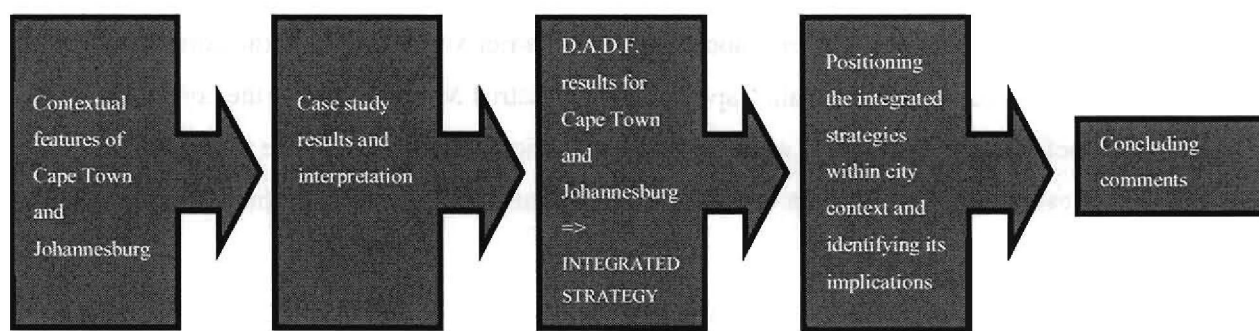 Contextual
features of
Cape Town
and
Johannesburg
Case study
results and
interpretation
D.A.D.F.
results for
Cape Town
and
Johannesburg
=>
INTEGRATED
STRATEGY
Positioning
the integrated
strategies
within city
context and
identifying its
implications
Concluding
comments